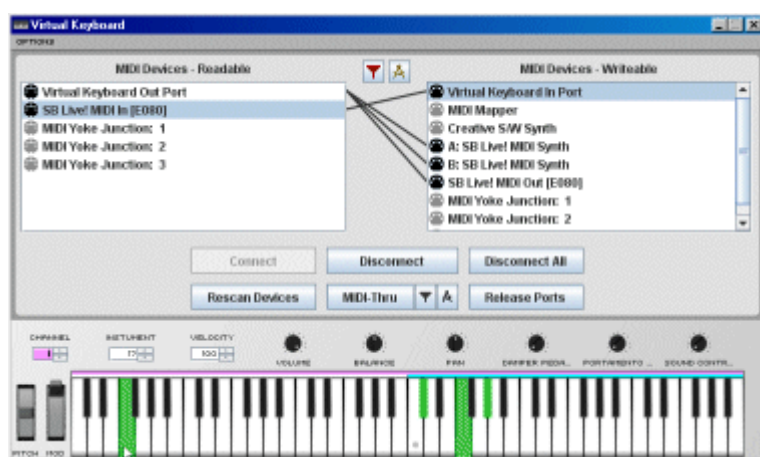 Virtual Keyboard
OPTIONS
MIDI Devices - Readable
MIDI Devices - Writeable
Virtual Keyboard Out Port
SB Live! MIDI In [E080]
MIDI Yoke Junction: 1
MIDI Yoke Junction: 2
MIDI Yoke Junction: 3
Virtual Keyboard In Port
MIDI Mapper
Creative S/W Synth
A: SB Live! MIDI Synth
B: SB Live! MIDI Synth
SB Live! MIDI Out [E080]
MIDI Yoke Junction: 1
MIDI Yoke Junction: 2
Connect Disconnect Disconnect All
Rescan Devices MIDI-Thru Release Ports
CHANNEL INSTUMENT VELOCITY
1 17 100
VOLUME BALANCE PAN DAMPER PEDA... PORTAMENTO ... SOUND CONTR...
PITCH MOD